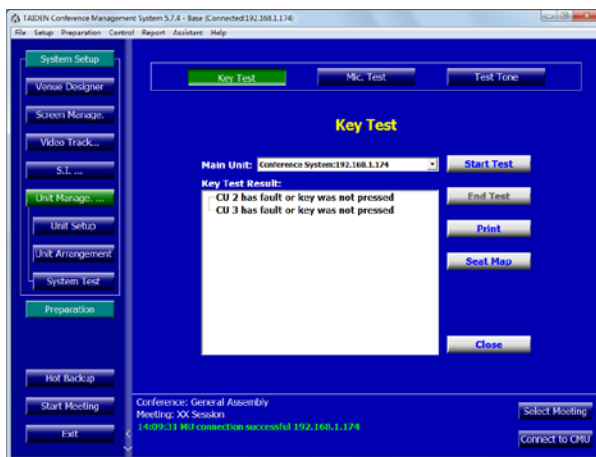 TAIDEN Conference Management System 5.7.4 - Base (Connected:192.168.1.174)
File Setup Preparation Control Report Assistant Help
System Setup
Venue Designer
Screen Manage.
Video Track...
S.I. ...
Unit Manage. ...
Unit Setup
Unit Arrangement
System Test
Preparation
Hot Backup
Start Meeting
Exit
Key Test Mic. Test Test Tone
Key Test
Main Unit: Conference System:192.168.1.174 Start Test
Key Test Result:
CU 2 has fault or key was not pressed
CU 3 has fault or key was not pressed
End Test
Print
Seat Map
Close
Conference: General Assembly
Meeting: XX Session
14:09:31 MU connection successful 192.168.1.174
Select Meeting
Connect to CMU